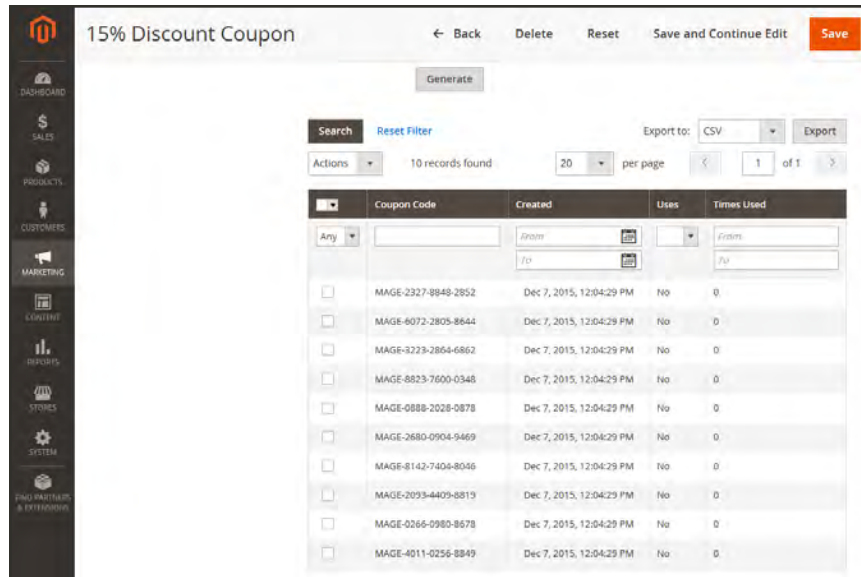 15% Discount Coupon
← Back Delete Reset Save and Continue Edit Save
DASHBOARD
SALES
PRODUCTS
CUSTOMERS
MARKETING
CONTENT
REPORTS
STORES
SYSTEM
FIND PARTNERS
& EXTENSIONS
Generate
Search Reset Filter Export to: CSV Export
Actions 10 records found 20 per page 1 of 1
Coupon Code Created Uses Times Used
Any From From
To To
MAGE-2327-8848-2852 Dec 7, 2015, 12:04:29 PM No 0
MAGE-6072-2805-8644 Dec 7, 2015, 12:04:29 PM No 0
MAGE-3223-2864-6862 Dec 7, 2015, 12:04:29 PM No 0
MAGE-8823-7600-0348 Dec 7, 2015, 12:04:29 PM No 0
MAGE-0888-2028-0878 Dec 7, 2015, 12:04:29 PM No 0
MAGE-2680-0904-9469 Dec 7, 2015, 12:04:29 PM No 0
MAGE-8142-7404-8046 Dec 7, 2015, 12:04:29 PM No 0
MAGE-2093-4409-8819 Dec 7, 2015, 12:04:29 PM No 0
MAGE-0266-0980-8678 Dec 7, 2015, 12:04:29 PM No 0
MAGE-4011-0256-8849 Dec 7, 2015, 12:04:29 PM No 0